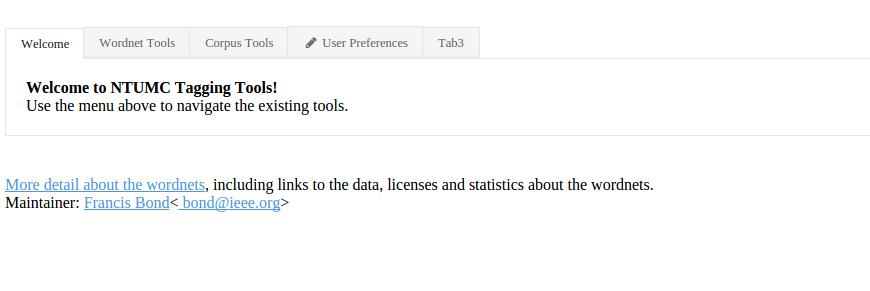 Welcome Wordnet Tools Corpus Tools User Preferences Tab3
Welcome to NTUMC Tagging Tools!
Use the menu above to navigate the existing tools.
More detail about the wordnets, including links to the data, licenses and statistics about the wordnets.
Maintainer: Francis Bond< bond@ieee.org>